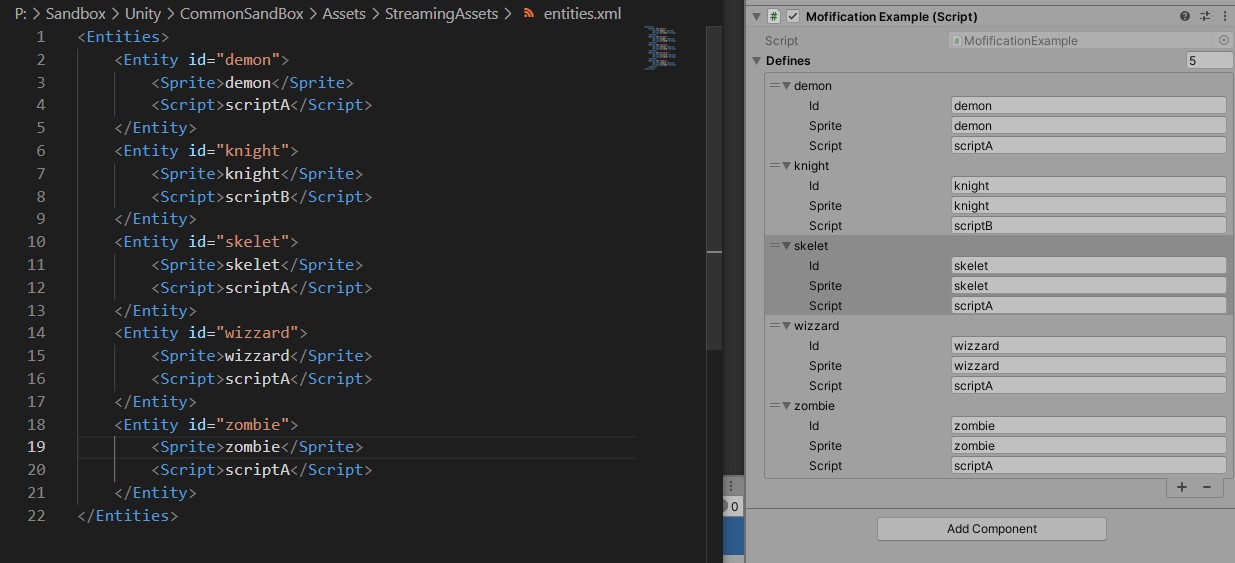 P: > Sandbox > Unity > CommonSandBox > Assets > StreamingAssets > entities.xml
1 <Entities>
2 <Entity id="demon">
3 <Sprite>demon</Sprite>
4 <Script>scriptA</Script>
5 </Entity>
6 <Entity id="knight">
7 <Sprite>knight</Sprite>
8 <Script>scriptB</Script>
9 </Entity>
10 <Entity id="skelet">
11 <Sprite>skelet</Sprite>
12 <Script>scriptA</Script>
13 </Entity>
14 <Entity id="wizzard">
15 <Sprite>wizzard</Sprite>
16 <Script>scriptA</Script>
17 </Entity>
18 <Entity id="zombie">
19 <Sprite>zombie</Sprite>
20 <Script>scriptA</Script>
21 </Entity>
22 </Entities>
0
# Mofification Example (Script)
Script # MofificationExample
Defines 5
demon
Id demon
Sprite demon
Script scriptA
knight
Id knight
Sprite knight
Script scriptB
skelet
Id skelet
Sprite skelet
Script scriptA
wizzard
Id wizzard
Sprite wizzard
Script scriptA
zombie
Id zombie
Sprite zombie
Script scriptA
+ −
Add Component